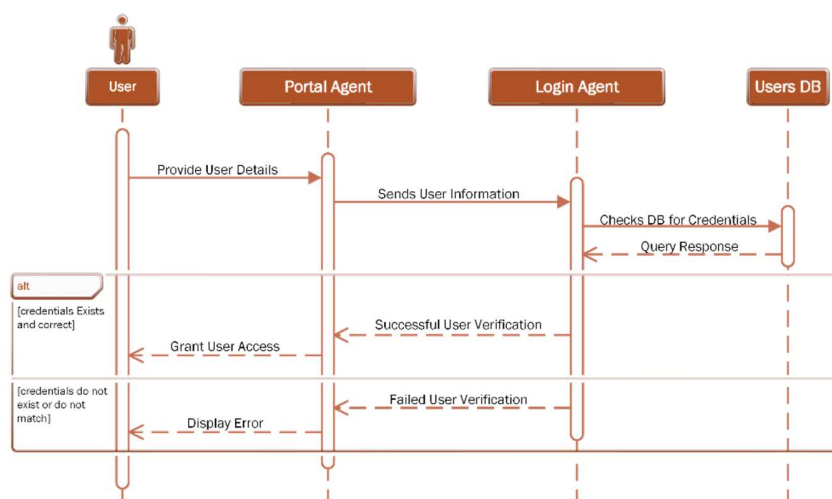 User
Portal Agent
Login Agent
Users DB
Provide User Details
Sends User Information
Checks DB for Credentials
Query Response
alt
[credentials Exists
and correct]
Successful User Verification
Grant User Access
[credentials do not
exist or do not
match]
Failed User Verification
Display Error